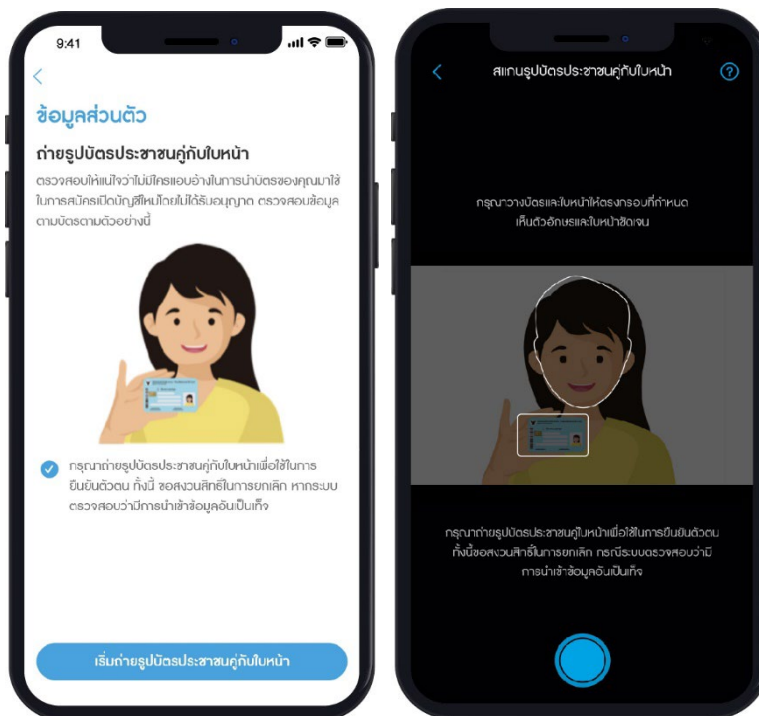 9:41
ข้อมูลส่วนตัว
ถ่ายรูปบัตรประชาชนคู่กับใบหน้า
ตรวจสอบให้แน่ใจว่าไม่มีใครแอบอ้างในการนำบัตรของคุณมาใช้
ในการสมัครเปิดบัญชีใหม่โดยไม่ได้รับอนุญาต ตรวจสอบข้อมูล
ตามบัตรตามตัวอย่างนี้
กรุณาถ่ายรูปบัตรประชาชนคู่กับใบหน้าเพื่อใช้ในการ
ยืนยันตัวตน ทั้งนี้ ขอสงวนสิทธิ์ในการยกเลิก หากระบบ
ตรวจสอบว่ามีการนำเข้าข้อมูลอันเป็นเท็จ
เริ่มถ่ายรูปบัตรประชาชนคู่กับใบหน้า
สแกนรูปบัตรประชาชนคู่กับใบหน้า
?
กรุณาวางบัตรและใบหน้าให้ตรงกรอบที่กำหนด
เห็นตัวอักษรและใบหน้าชัดเจน
กรุณาถ่ายรูปบัตรประชาชนคู่ใบหน้าเพื่อใช้ในการยืนยันตัวตน
ทั้งนี้ขอสงวนสิทธิ์ในการยกเลิก กรณีระบบตรวจสอบว่ามี
การนำเข้าข้อมูลอันเป็นเท็จ